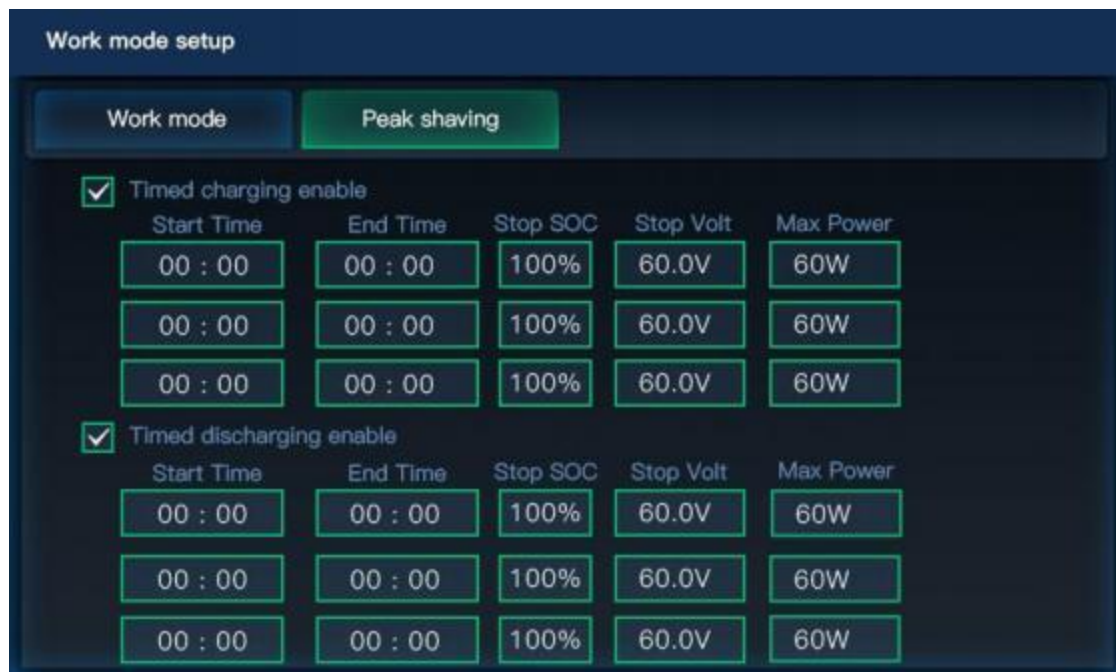 Work mode setup
Work mode Peak shaving
Timed charging enable
Start Time End Time Stop SOC Stop Volt Max Power
00 : 00 00 : 00 100% 60.0V 60W
00 : 00 00 : 00 100% 60.0V 60W
00 : 00 00 : 00 100% 60.0V 60W
Timed discharging enable
Start Time End Time Stop SOC Stop Volt Max Power
00 : 00 00 : 00 100% 60.0V 60W
00 : 00 00 : 00 100% 60.0V 60W
00 : 00 00 : 00 100% 60.0V 60W